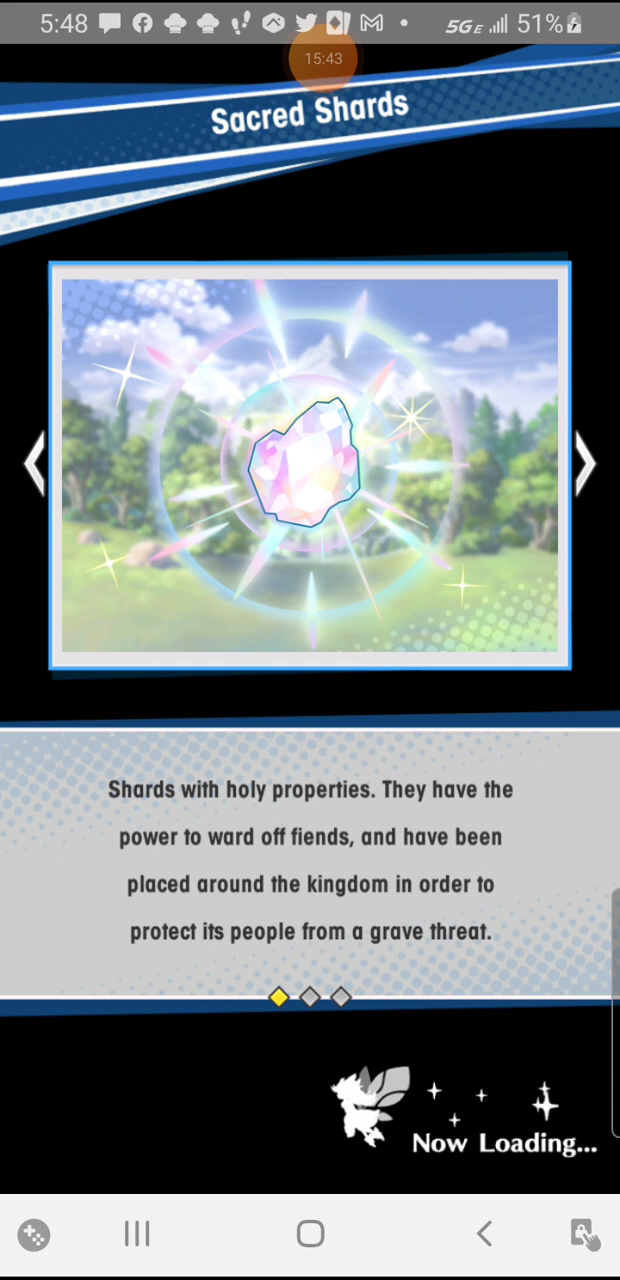 5:48 5GE 51%
15:43
Sacred Shards
Shards with holy properties. They have the
power to ward off fiends, and have been
placed around the kingdom in order to
protect its people from a grave threat.
Now Loading...